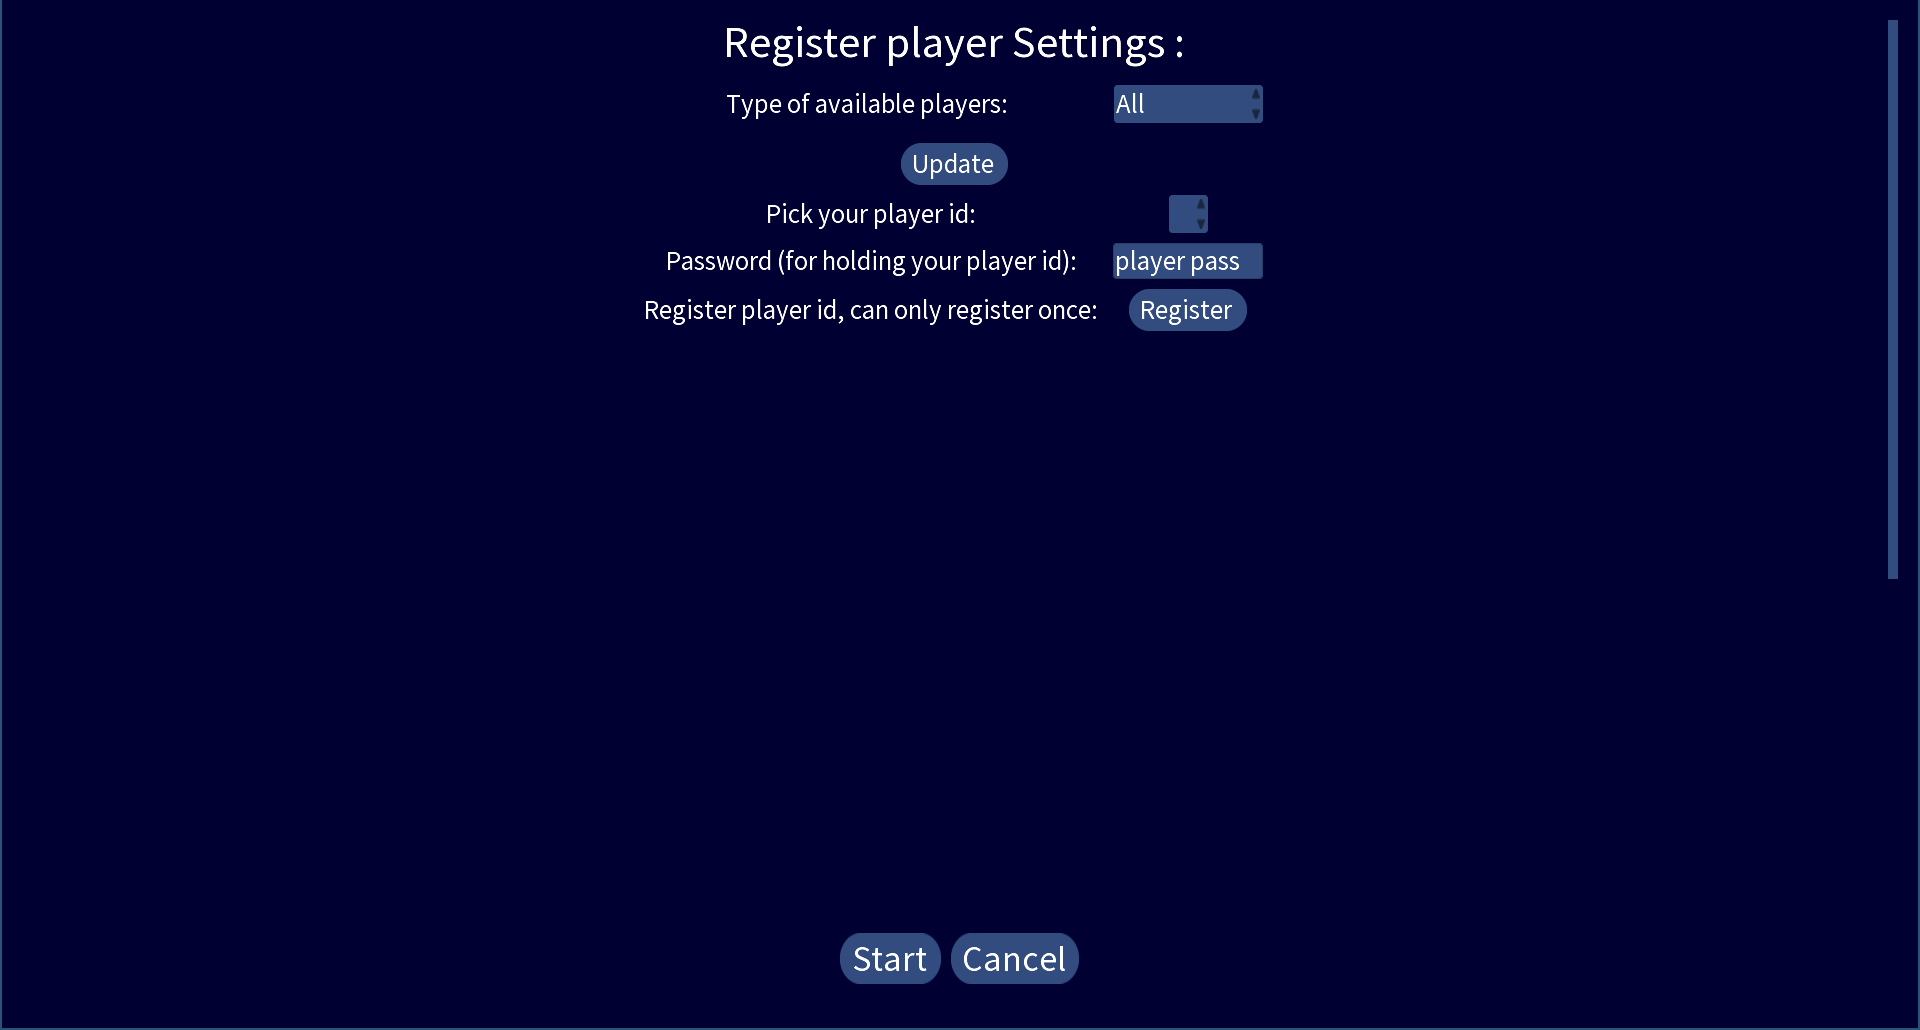 Register player Settings :
Type of available players: All
Update
Pick your player id:
Password (for holding your player id): player pass
Register player id, can only register once: Register
Start Cancel